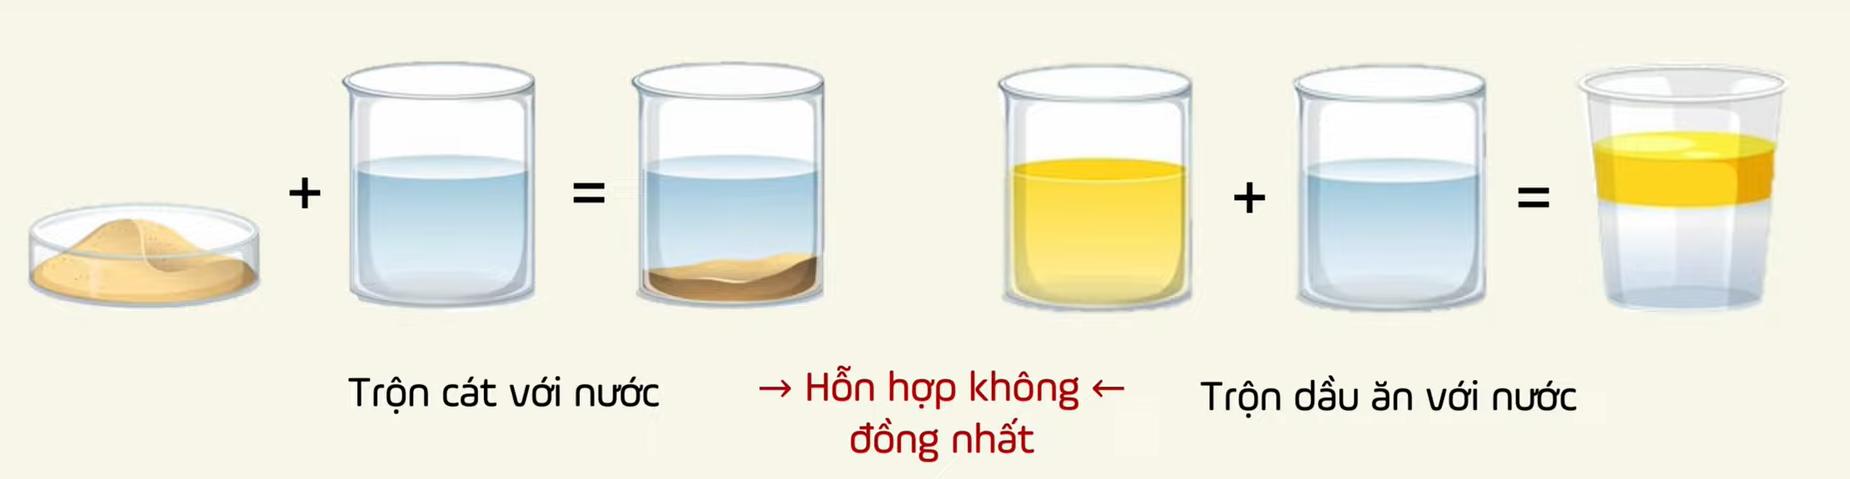 +
=
+
=
Trộn cát với nước
→ Hỗn hợp không ←
đồng nhất
Trộn dầu ăn với nước